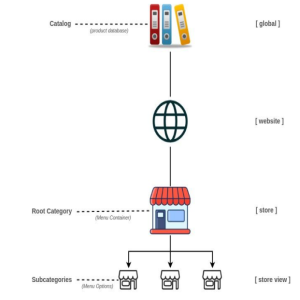 Catalog
[ global ]
(product database)
[ website ]
Root Category
[ store ]
(Menu Container)
Subcategories
[ store view ]
(Menu Options)